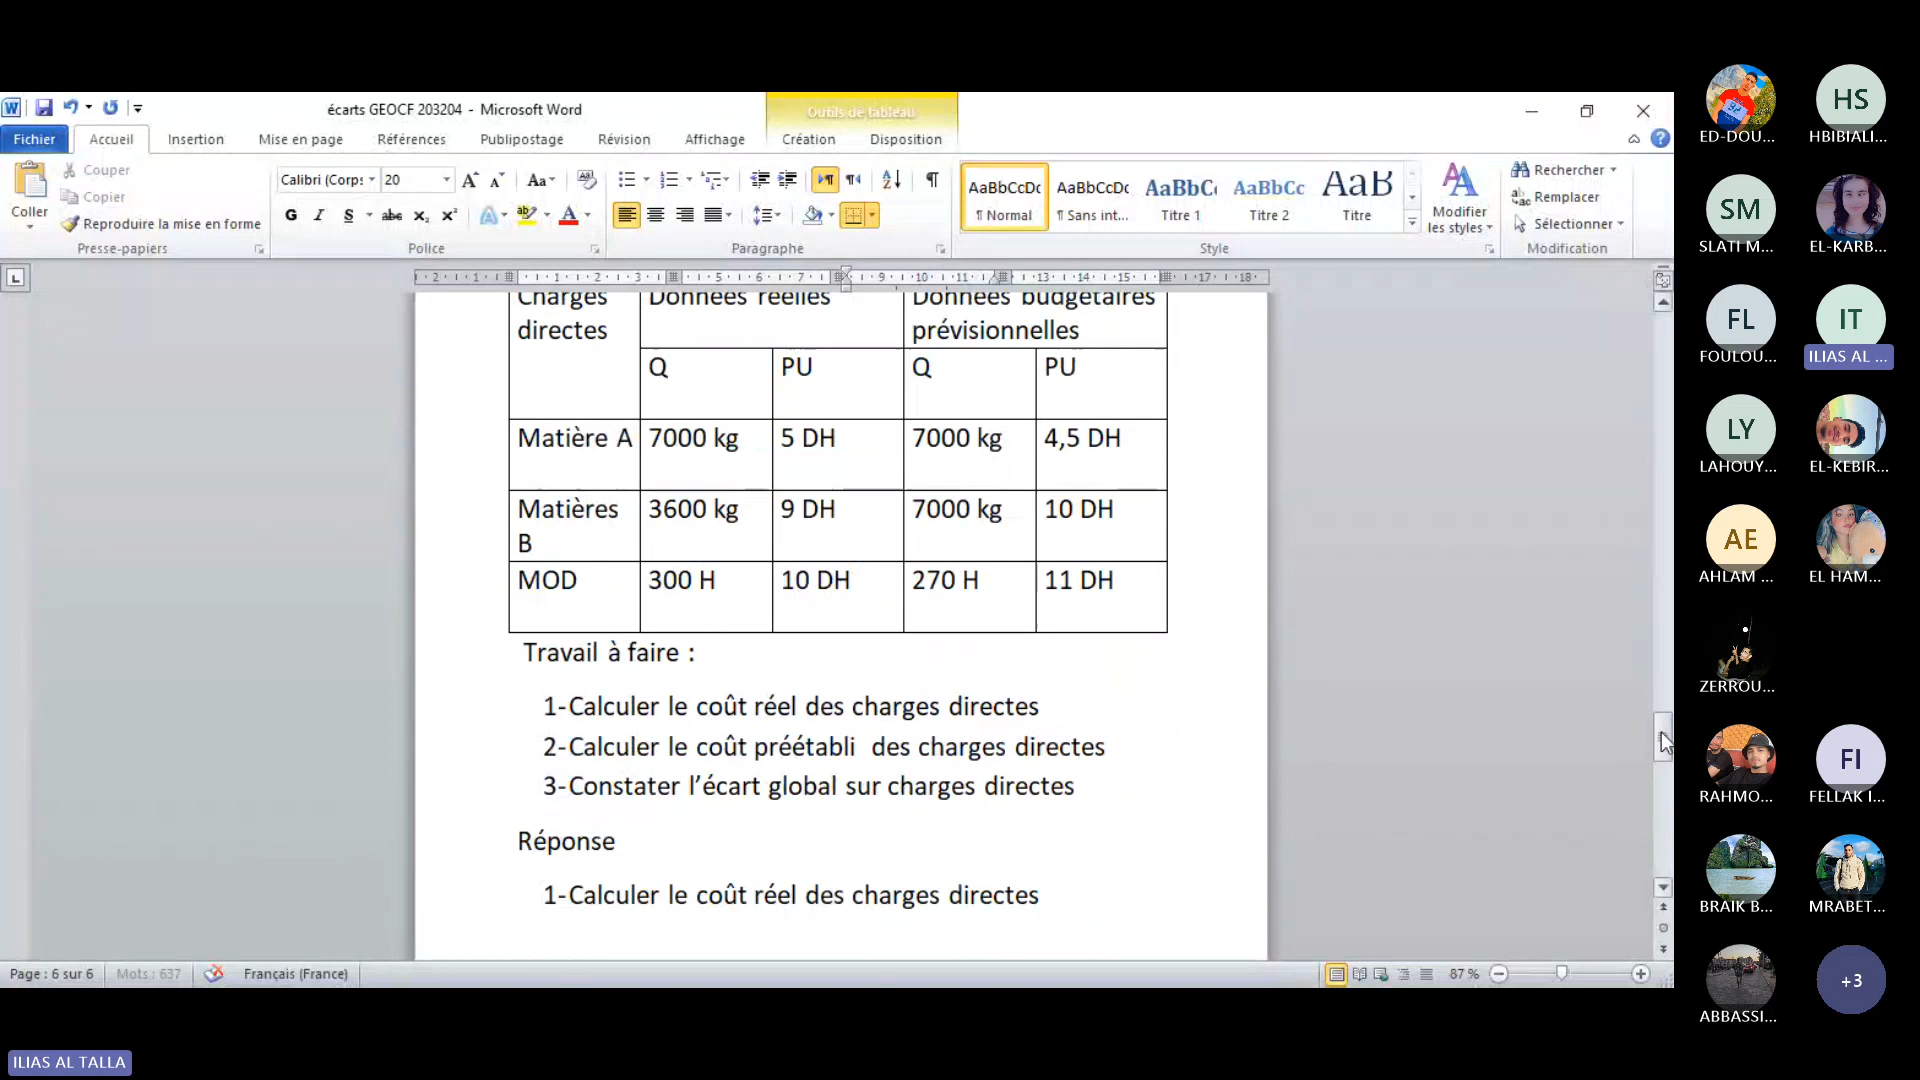 écarts GEOCF 203204 - Microsoft Word
Outils de tableau
Fichier Accueil Insertion Mise en page Références Publipostage Révision Affichage Création Disposition
Coller
Couper
Copier
Reproduire la mise en forme
Presse-papiers
Calibri (Corps 20
G I S abc
Police
Paragraphe
AaBbCcDc
¶ Normal
AaBbCcDc
¶ Sans int...
AaBbC
Titre 1
AaBbCc
Titre 2
AaB
Titre
Modifier
les styles
Style
Rechercher
Remplacer
Sélectionner
Modification
Charges directes
Données réelles
Données budgétaires prévisionnelles
Q PU Q PU
Matière A 7000 kg 5 DH 7000 kg 4,5 DH
Matières B 3600 kg 9 DH 7000 kg 10 DH
MOD 300 H 10 DH 270 H 11 DH
Travail à faire :
1-Calculer le coût réel des charges directes
2-Calculer le coût préétabli des charges directes
3-Constater l’écart global sur charges directes
Réponse
1-Calculer le coût réel des charges directes
Page : 6 sur 6 Mots : 637 Français (France) 87 %
ILIAS AL TALLA
ED-DOU...
HS
HBIBIALI...
SM
SLATI M...
EL-KARB...
FL
FOULOU...
IT
ILIAS AL ...
LY
LAHOUY...
EL-KEBIR...
AE
AHLAM ...
EL HAM...
ZERROU...
RAHMO...
FI
FELLAK I...
BRAIK B...
MRABET...
ABBASSI...
+3